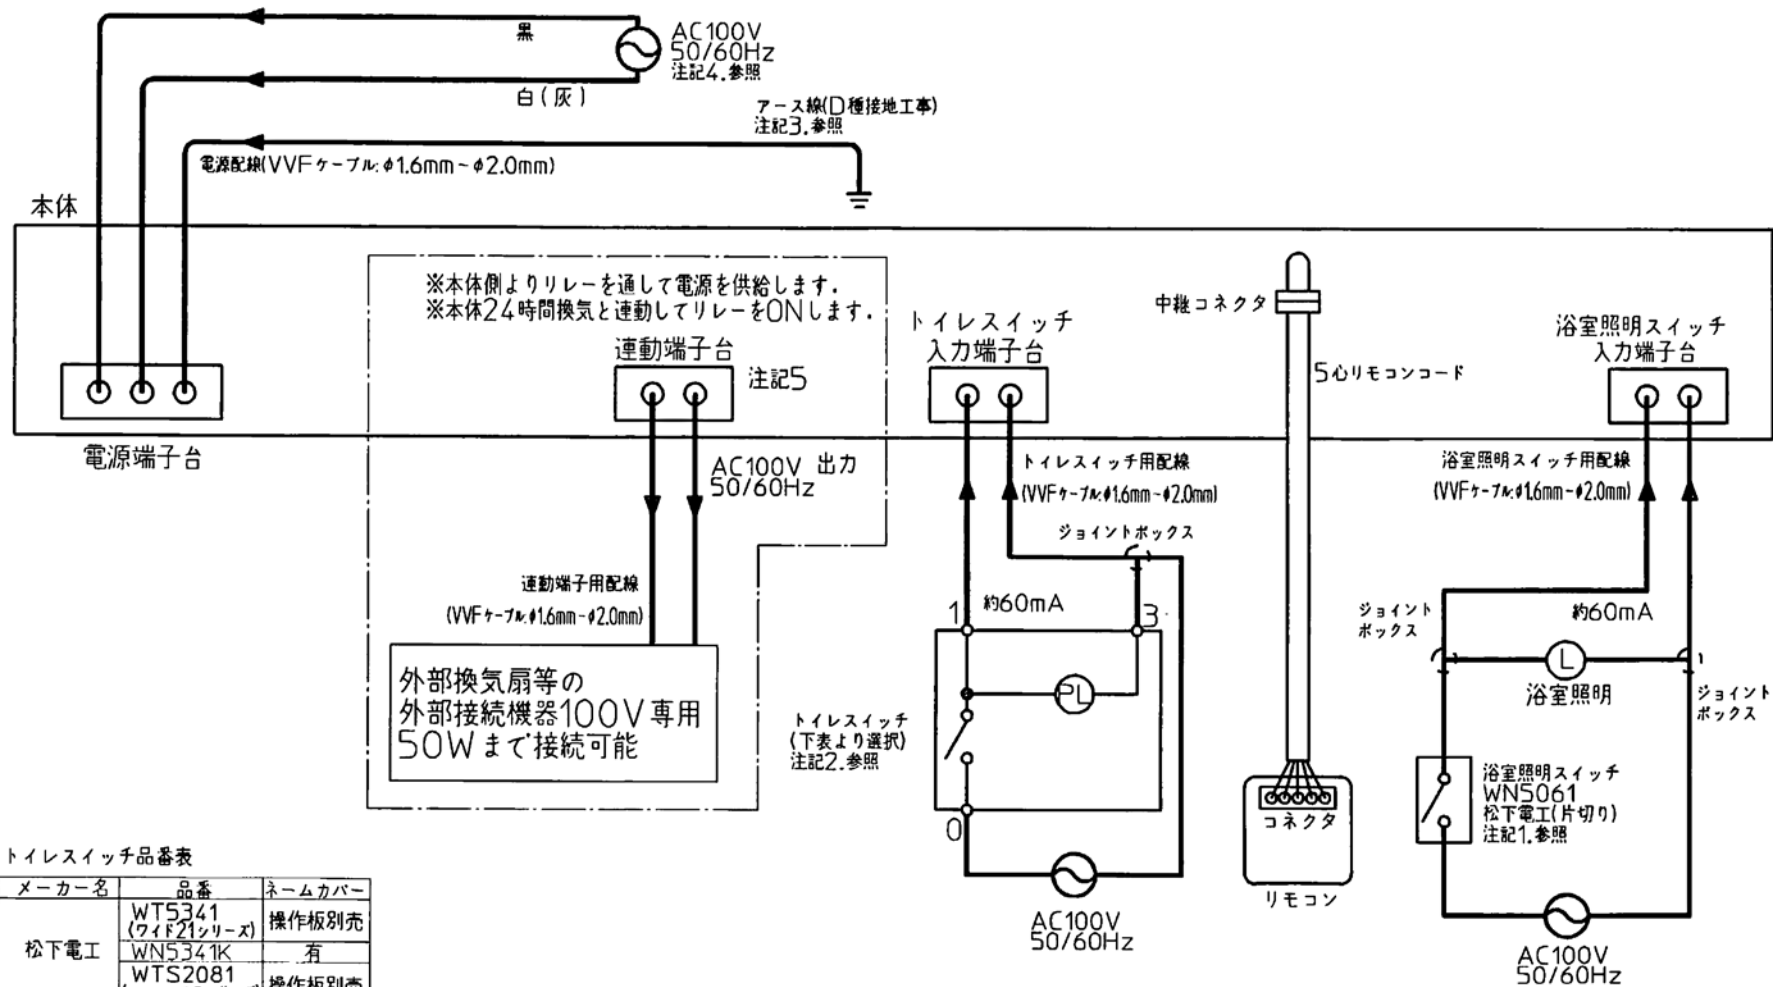 黒
AC100V
50/60Hz
注記4.参照
白(灰)
アース線(D種接地工事)
注記3.参照
電源配線(VVFケーブル:φ1.6mm~φ2.0mm)
本体
※本体側よりリレーを通して電源を供給します.
※本体24時間換気と連動してリレーをONします.
連動端子台
注記5
トイレスイッチ
入力端子台
中継コネクタ
5心リモコンコード
浴室照明スイッチ
入力端子台
電源端子台
AC100V 出力
50/60Hz
トイレスイッチ用配線
(VVFケーブル:φ1.6mm~φ2.0mm)
浴室照明スイッチ用配線
(VVFケーブル:φ1.6mm~φ2.0mm)
ジョイントボックス
連動端子用配線
(VVFケーブル:φ1.6mm~φ2.0mm)
1
約60mA
3
ジョイント
ボックス
約60mA
L
浴室照明
ジョイント
ボックス
外部換気扇等の
外部接続機器100V専用
50Wまで接続可能
PL
トイレスイッチ
(下表より選択)
注記2.参照
0
コネクタ
リモコン
浴室照明スイッチ
WN5061
松下電工(片切り)
注記1.参照
AC100V
50/60Hz
AC100V
50/60Hz
トイレスイッチ品番表
メーカー名 品番 ネームカバー
松下電工
WT5341
(ワイド21シリーズ) 操作板別売
WN5341K 有
WTS2081
操作板別売